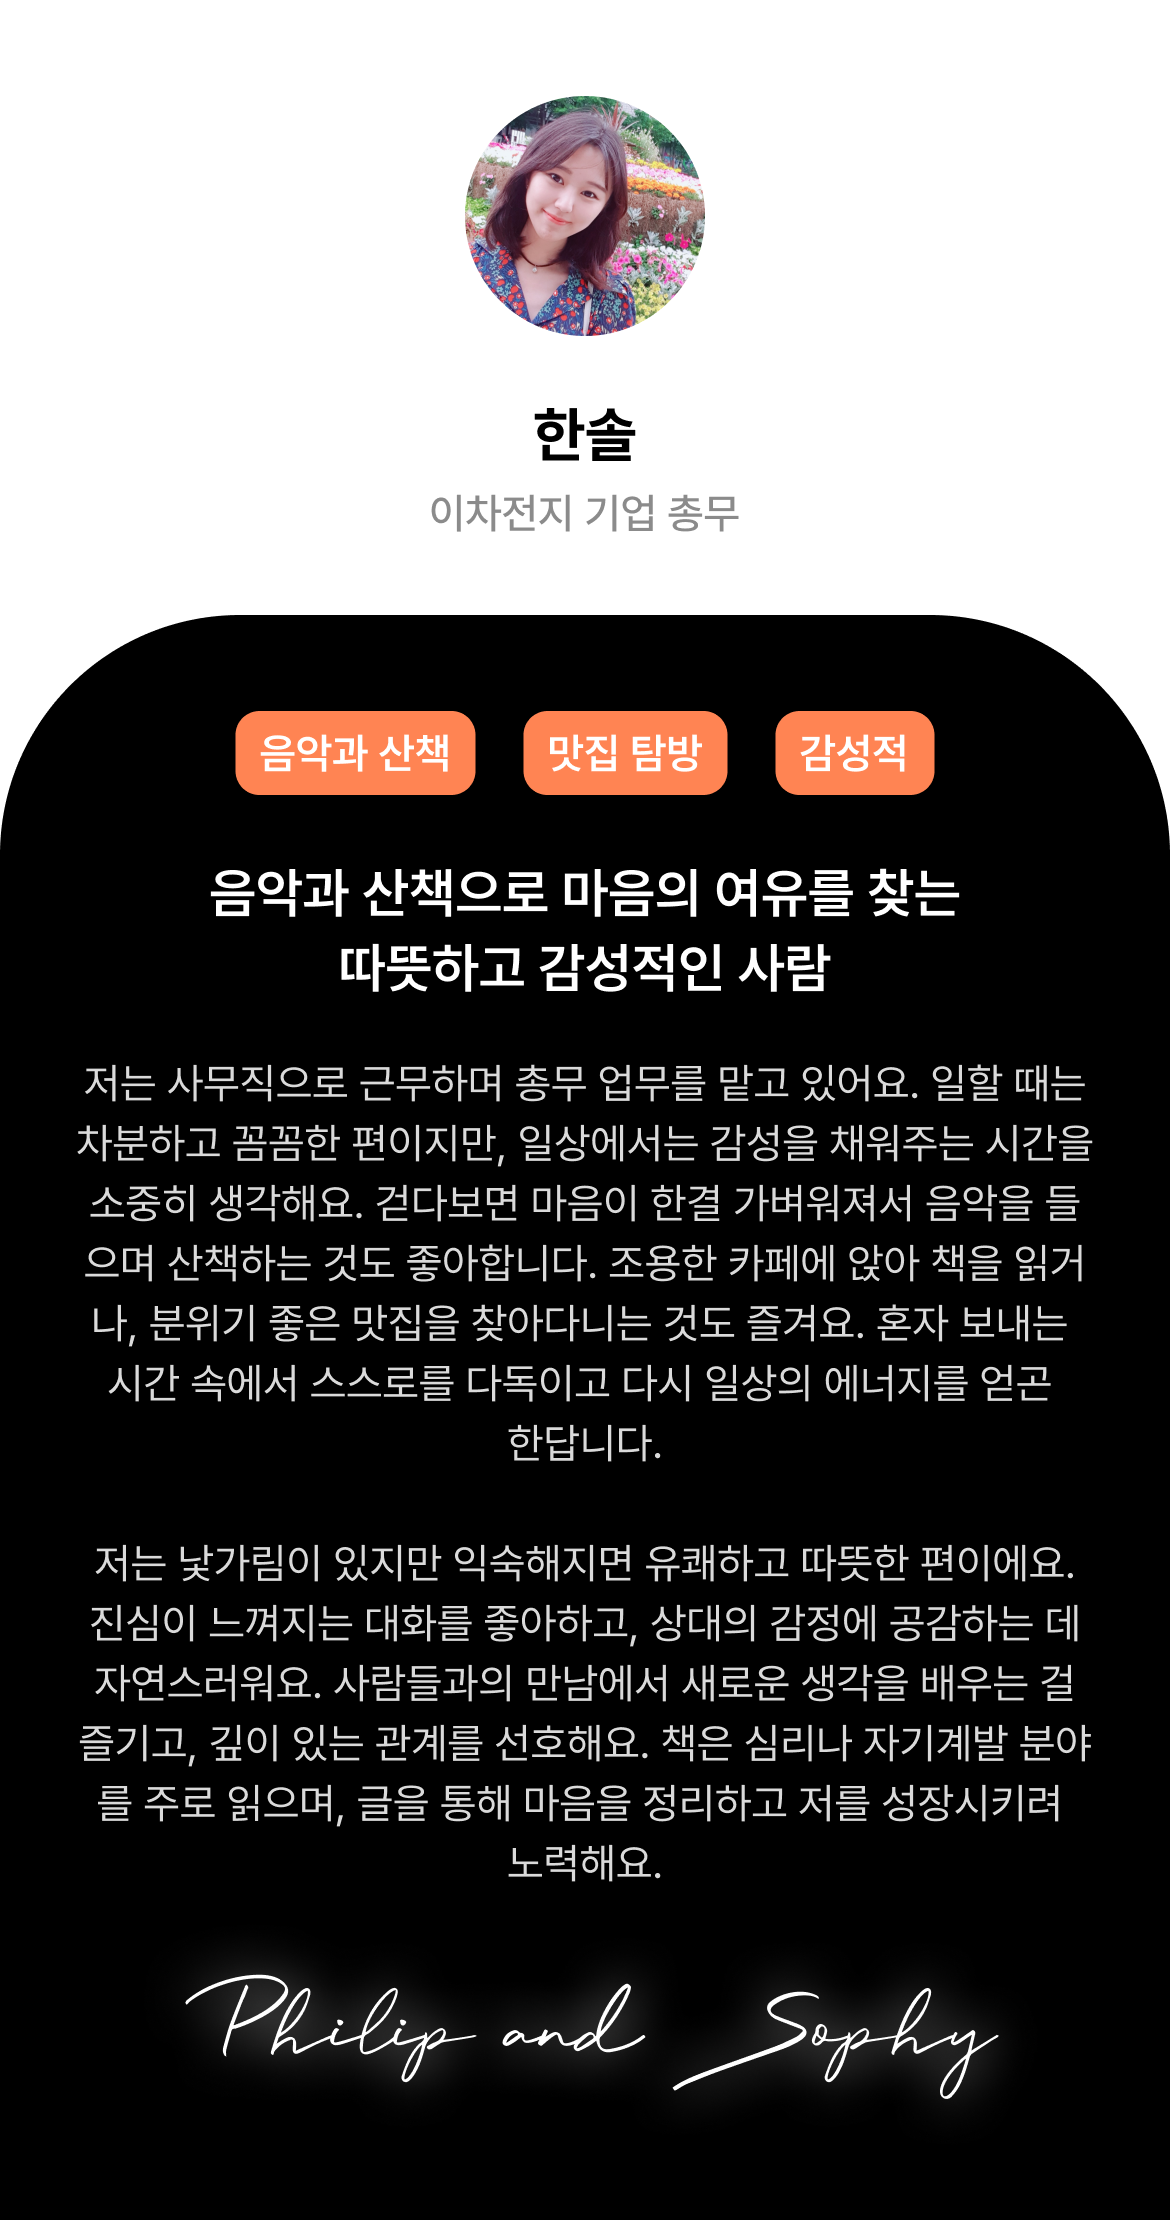 한솔
이차전지 기업 총무
음악과 산책
맛집 탐방
감성적
음악과 산책으로 마음의 여유를 찾는
따뜻하고 감성적인 사람
저는 사무직으로 근무하며 총무 업무를 맡고 있어요. 일할 때는
차분하고 꼼꼼한 편이지만, 일상에서는 감성을 채워주는 시간을
소중히 생각해요. 걷다보면 마음이 한결 가벼워져서 음악을 들
으며 산책하는 것도 좋아합니다. 조용한 카페에 앉아 책을 읽거
나, 분위기 좋은 맛집을 찾아다니는 것도 즐겨요. 혼자 보내는
시간 속에서 스스로를 다독이고 다시 일상의 에너지를 얻곤
한답니다.
저는 낯가림이 있지만 익숙해지면 유쾌하고 따뜻한 편이에요.
진심이 느껴지는 대화를 좋아하고, 상대의 감정에 공감하는 데
자연스러워요. 사람들과의 만남에서 새로운 생각을 배우는 걸
즐기고, 깊이 있는 관계를 선호해요. 책은 심리나 자기계발 분야
를 주로 읽으며, 글을 통해 마음을 정리하고 저를 성장시키려
노력해요.
Philip and Sophy